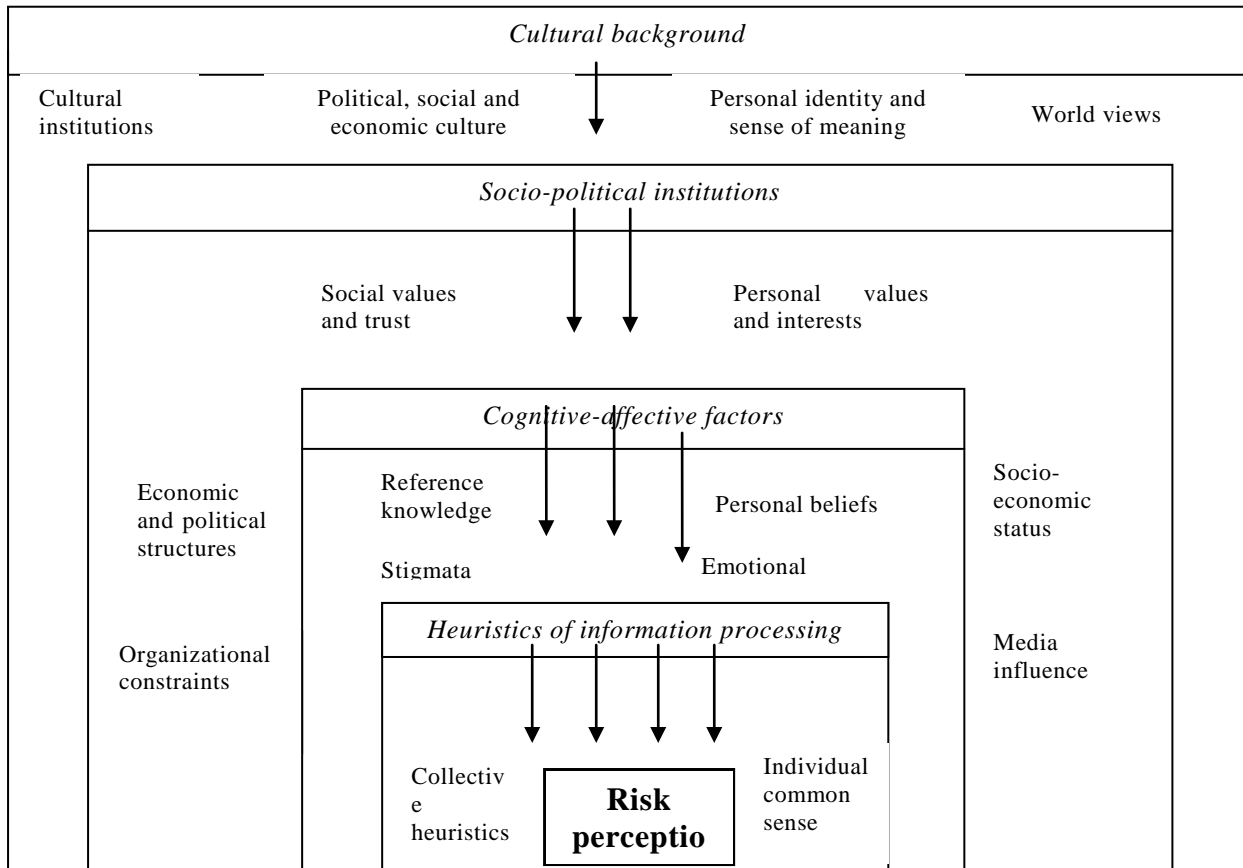 Cultural background
Cultural
institutions
Political, social and
economic culture
Personal identity and
sense of meaning
World views
Socio-political institutions
Social values
and trust
Personal values
and interests
Cognitive-affective factors
Economic
and political
structures
Reference
knowledge
Personal beliefs
Socio-
economic
status
Stigmata
Emotional
Heuristics of information processing
Organizational
constraints
Media
influence
Collectiv
e
heuristics
Risk
perceptio
Individual
common
sense